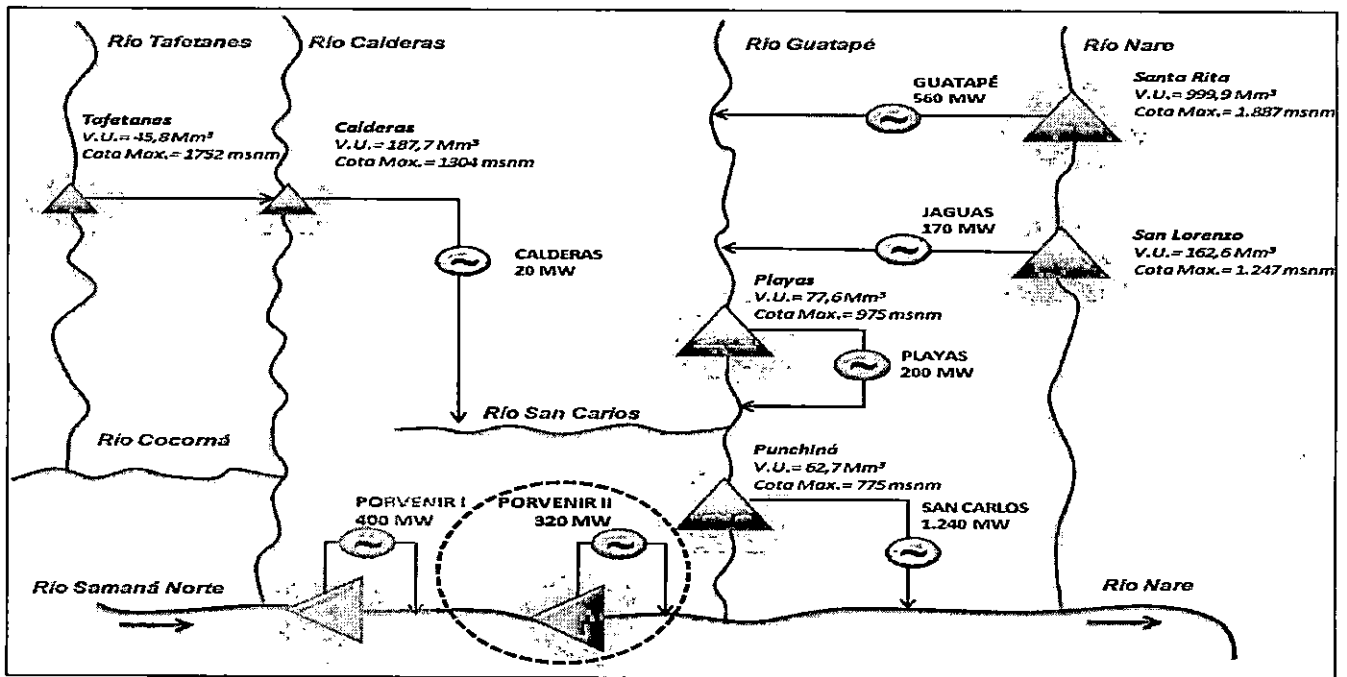 Río Tafetanes
Río Calderas
Río Guatapé
Río Nare
GUATAPÉ
560 MW
Santa Rita
V.U.= 999,9 Mm³
Cota Max.= 1.887 msnm
Tafetanes
V.U.= 45,8 Mm³
Cota Max.= 1752 msnm
Calderas
V.U.= 187,7 Mm³
Cota Max.= 1304 msnm
JAGUAS
170 MW
San Lorenzo
V.U.= 162,6 Mm³
Cota Max.= 1.247 msnm
CALDERAS
20 MW
Playas
V.U.= 77,6 Mm³
Cota Max.= 975 msnm
PLAYAS
200 MW
Río San Carlos
Río Cocorná
Punchiná
V.U.= 62,7 Mm³
Cota Max.= 775 msnm
PORVENIR I
400 MW
PORVENIR II
320 MW
SAN CARLOS
1.240 MW
Río Samaná Norte
Río Nare